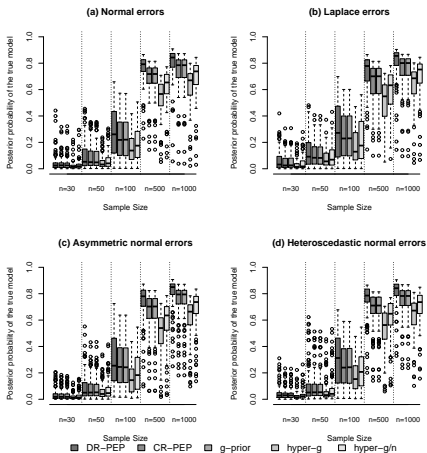 (a) Normal errors
Posterior probability of the true model
0.0 0.2 0.4 0.6 0.8 1.0
n=30 n=50 n=100 n=500 n=1000
Sample Size
(b) Laplace errors
Posterior probability of the true model
0.0 0.2 0.4 0.6 0.8 1.0
n=30 n=50 n=100 n=500 n=1000
Sample Size
(c) Asymmetric normal errors
Posterior probability of the true model
0.0 0.2 0.4 0.6 0.8 1.0
n=30 n=50 n=100 n=500 n=1000
Sample Size
(d) Heteroscedastic normal errors
Posterior probability of the true model
0.0 0.2 0.4 0.6 0.8 1.0
n=30 n=50 n=100 n=500 n=1000
Sample Size
DR−PEP CR−PEP g−prior hyper−g hyper−g/n